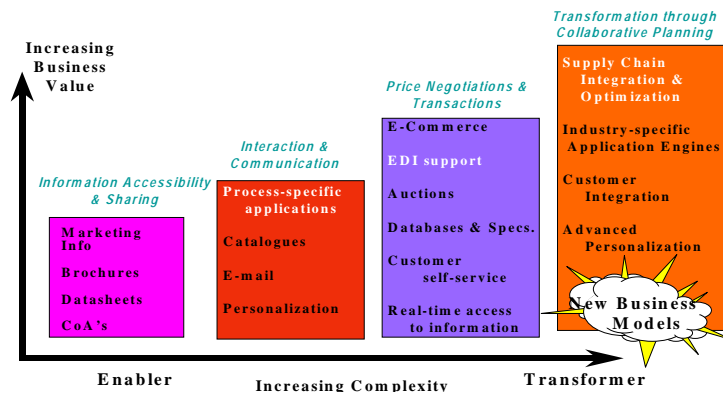 Transformation through
Collaborative Planning
Increasing
Business
Value
Supply Chain
Integration &
Optimization
Industry-specific
Application Engines
Customer
Integration
Advanced
Personalization
New Business
Models
Price Negotiations &
Transactions
E-Commerce
EDI support
Auctions
Databases & Specs.
Customer
self-service
Real-time access
to information
Interaction &
Communication
Process-specific
applications
Catalogues
E-mail
Personalization
Information Accessibility
& Sharing
Marketing
Info
Brochures
Datasheets
CoA's
Enabler
Increasing Complexity
Transformer